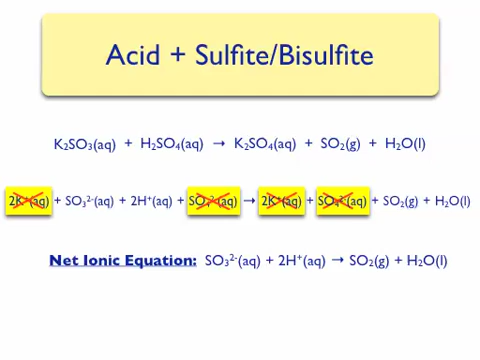 Acid + Sulfite/Bisulfite
K₂SO₃(aq) + H₂SO₄(aq) → K₂SO₄(aq) + SO₂(g) + H₂O(l)
2K⁺(aq) + SO₃²⁻(aq) + 2H⁺(aq) + SO₄²⁻(aq) → 2K⁺(aq) + SO₄²⁻(aq) + SO₂(g) + H₂O(l)
Net Ionic Equation: SO₃²⁻(aq) + 2H⁺(aq) → SO₂(g) + H₂O(l)